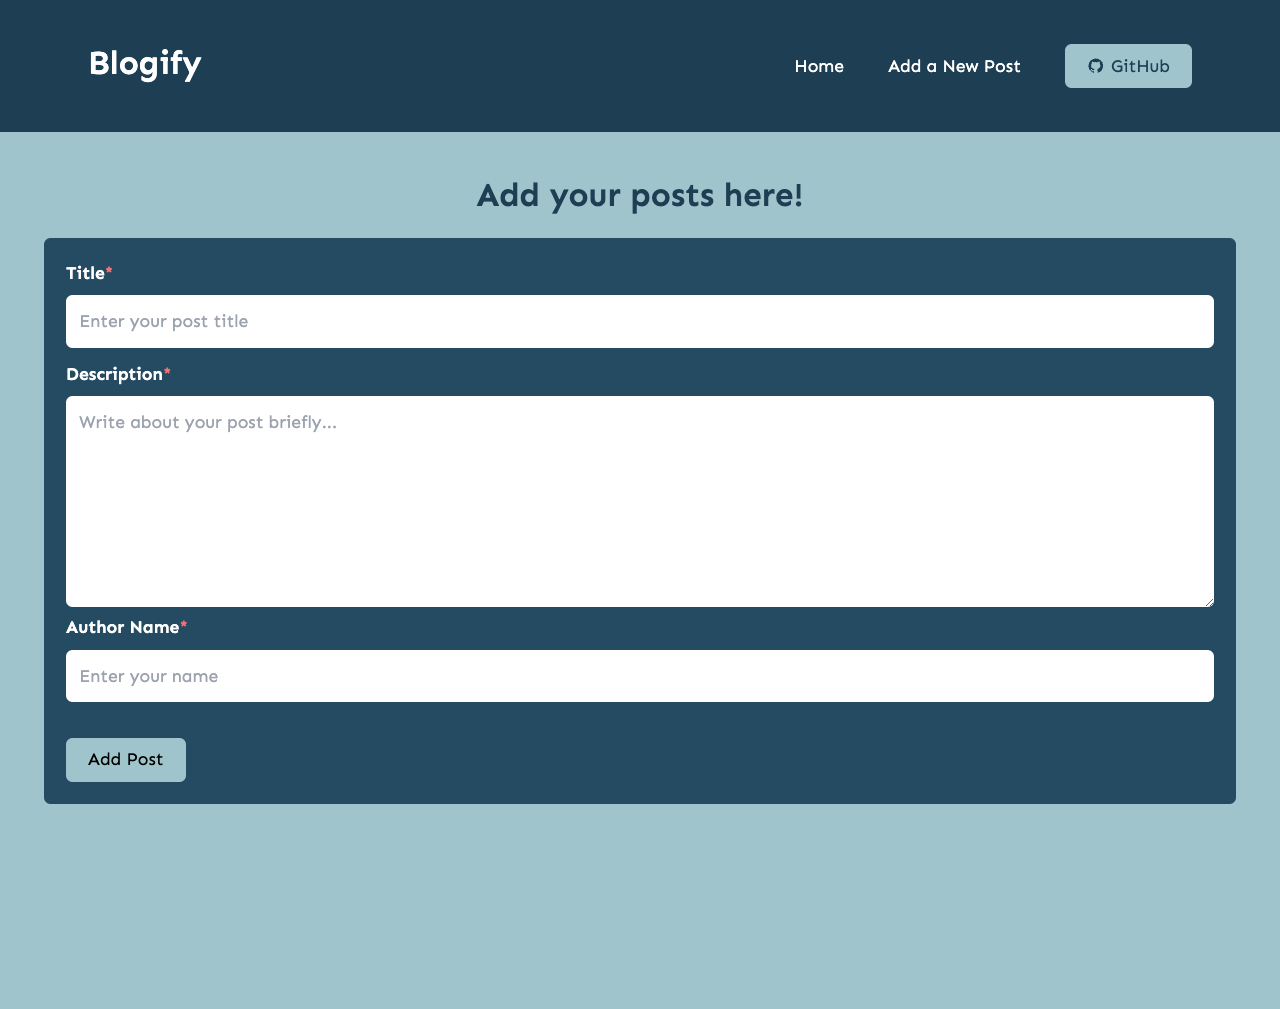 Blogify
Home
Add a New Post
GitHub
Add your posts here!
Title*
Enter your post title
Description*
Write about your post briefly...
Author Name*
Enter your name
Add Post